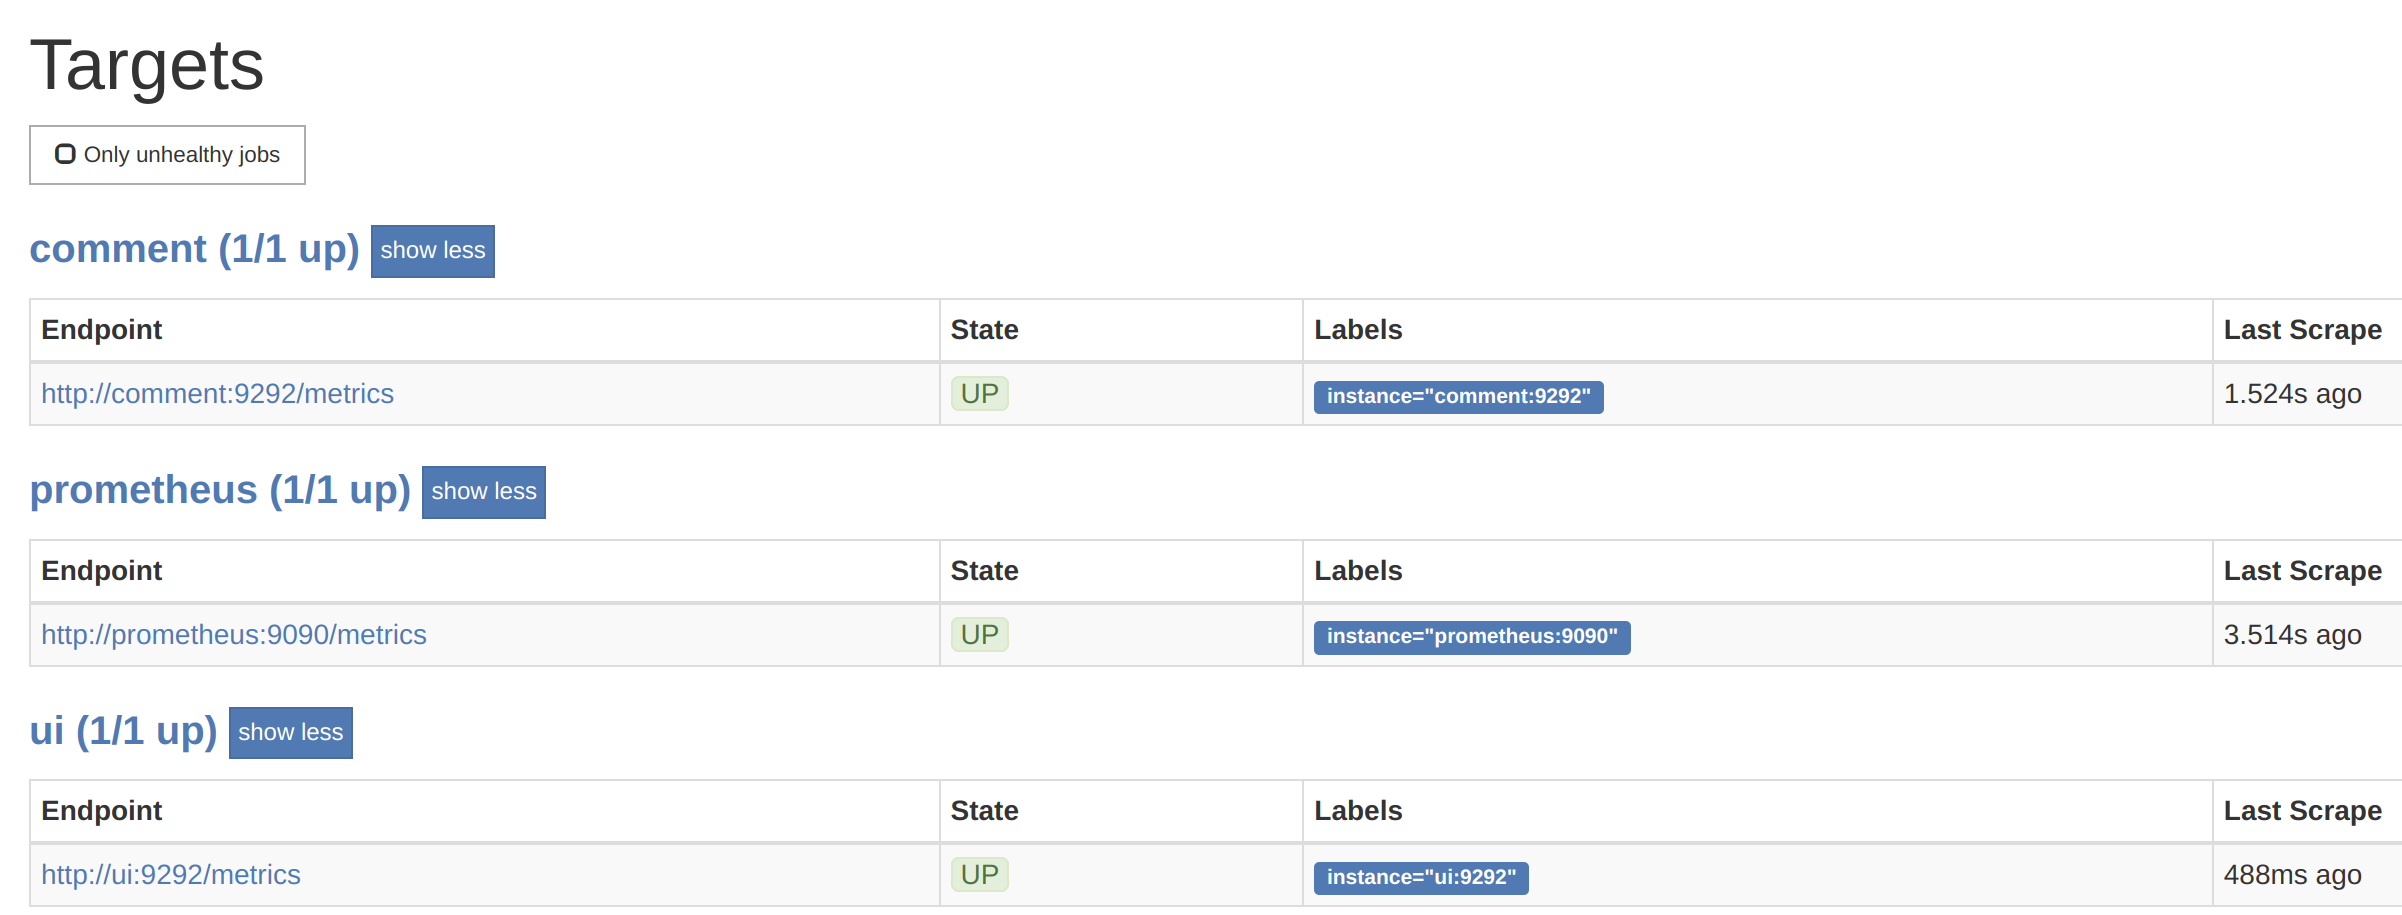 Targets
Only unhealthy jobs
comment (1/1 up) show less
Endpoint State Labels Last Scrape
http://comment:9292/metrics UP instance="comment:9292" 1.524s ago
prometheus (1/1 up) show less
Endpoint State Labels Last Scrape
http://prometheus:9090/metrics UP instance="prometheus:9090" 3.514s ago
ui (1/1 up) show less
Endpoint State Labels Last Scrape
http://ui:9292/metrics UP instance="ui:9292" 488ms ago